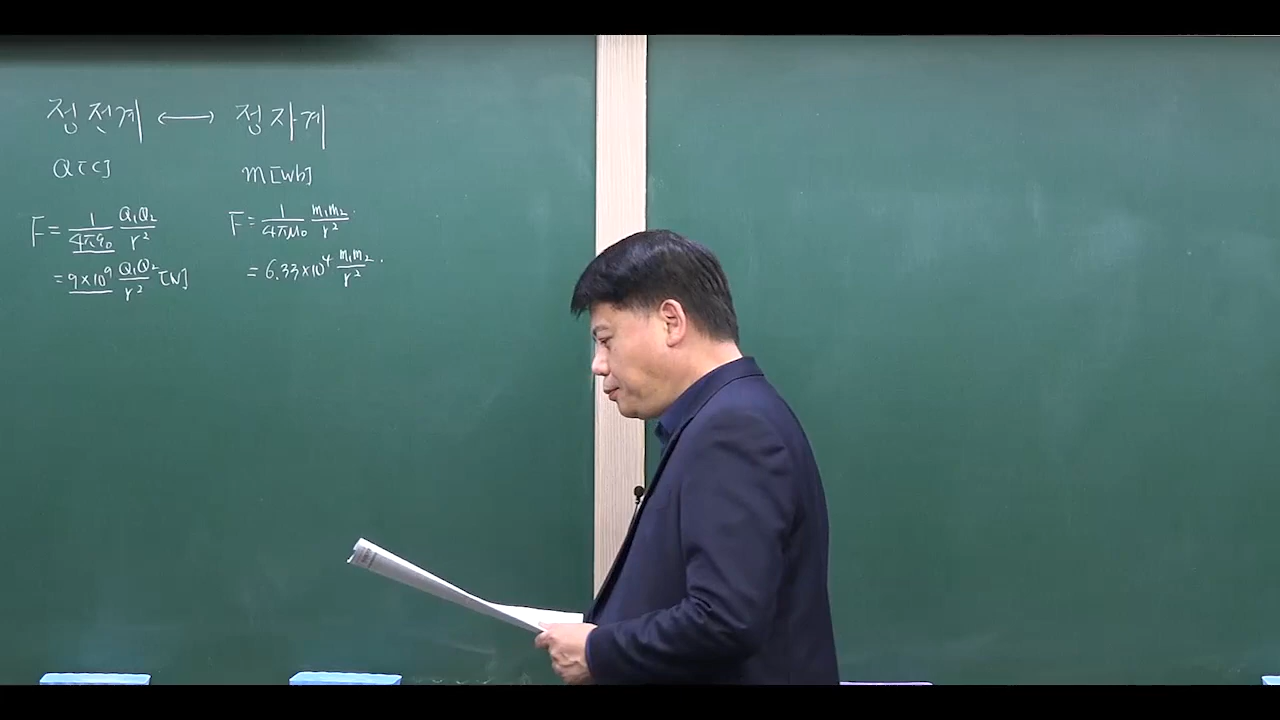 정전계 ⟷ 정자계
Q[C]
m[wb]
F = 1/4πε₀ Q₁Q₂/r²
= 9×10⁹ Q₁Q₂/r² [N]
F = 1/4πμ₀ m₁m₂/r²
= 6.33×10⁴ m₁m₂/r²